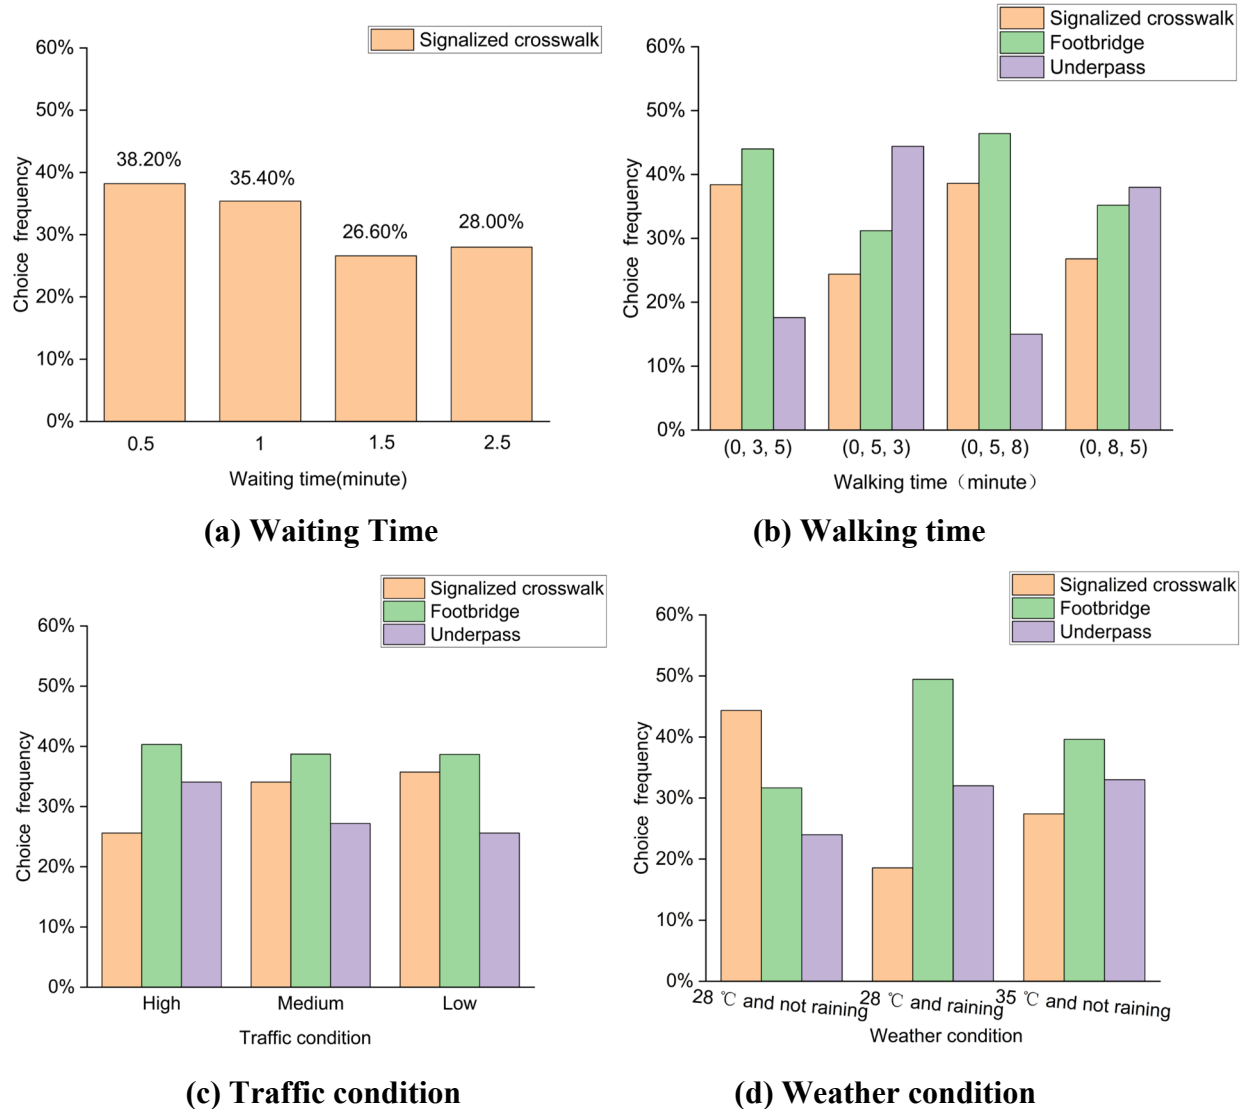 Signalized crosswalk
60%
50%
40%
30%
20%
10%
0%
Choice frequency
38.20%
35.40%
26.60%
28.00%
0.5
1
1.5
2.5
Waiting time(minute)
(a) Waiting Time
Signalized crosswalk
Footbridge
Underpass
60%
50%
40%
30%
20%
10%
0%
Choice frequency
(0, 3, 5)
(0, 5, 3)
(0, 5, 8)
(0, 8, 5)
Walking time（minute）
(b) Walking time
Signalized crosswalk
Footbridge
Underpass
60%
50%
40%
30%
20%
10%
0%
Choice frequency
High
Medium
Low
Traffic condition
(c) Traffic condition
Signalized crosswalk
Footbridge
Underpass
60%
50%
40%
30%
20%
10%
0%
Choice frequency
28 ℃ and not raining
28 ℃ and raining
35 ℃ and not raining
Weather condition
(d) Weather condition